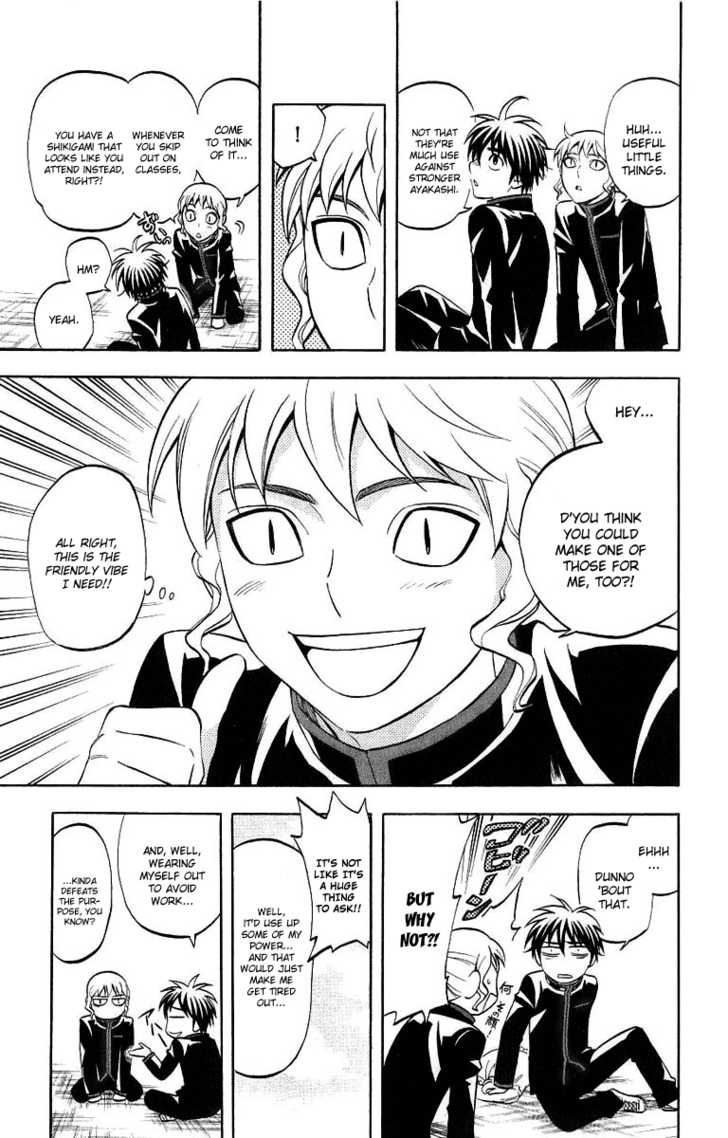 HUH...
USEFUL
LITTLE
THINGS.
NOT THAT
THEY'RE
MUCH USE
AGAINST
STRONGER
AYAKASHI.
!
COME
TO THINK
OF IT...
WHENEVER
YOU SKIP
OUT ON
CLASSES,
YOU HAVE A
SHIKIGAMI THAT
LOOKS LIKE YOU
ATTEND INSTEAD,
RIGHT?!
HM?
YEAH.
HEY...
D'YOU THINK
YOU COULD
MAKE ONE OF
THOSE FOR
ME, TOO?!
ALL RIGHT,
THIS IS THE
FRIENDLY VIBE
I NEED!!
EHHH
...
DUNNO
'BOUT
THAT.
BUT
WHY
NOT?!
何その顔ー
IT'S NOT
LIKE IT'S
A HUGE
THING
TO ASK!!
WELL,
IT'D USE UP
SOME OF MY
POWER...
AND THAT
WOULD JUST
MAKE ME
GET TIRED
OUT...
AND, WELL,
WEARING
MYSELF OUT
TO AVOID
WORK...
...KINDA
DEFEATS
THE PUR-
POSE, YOU
KNOW?